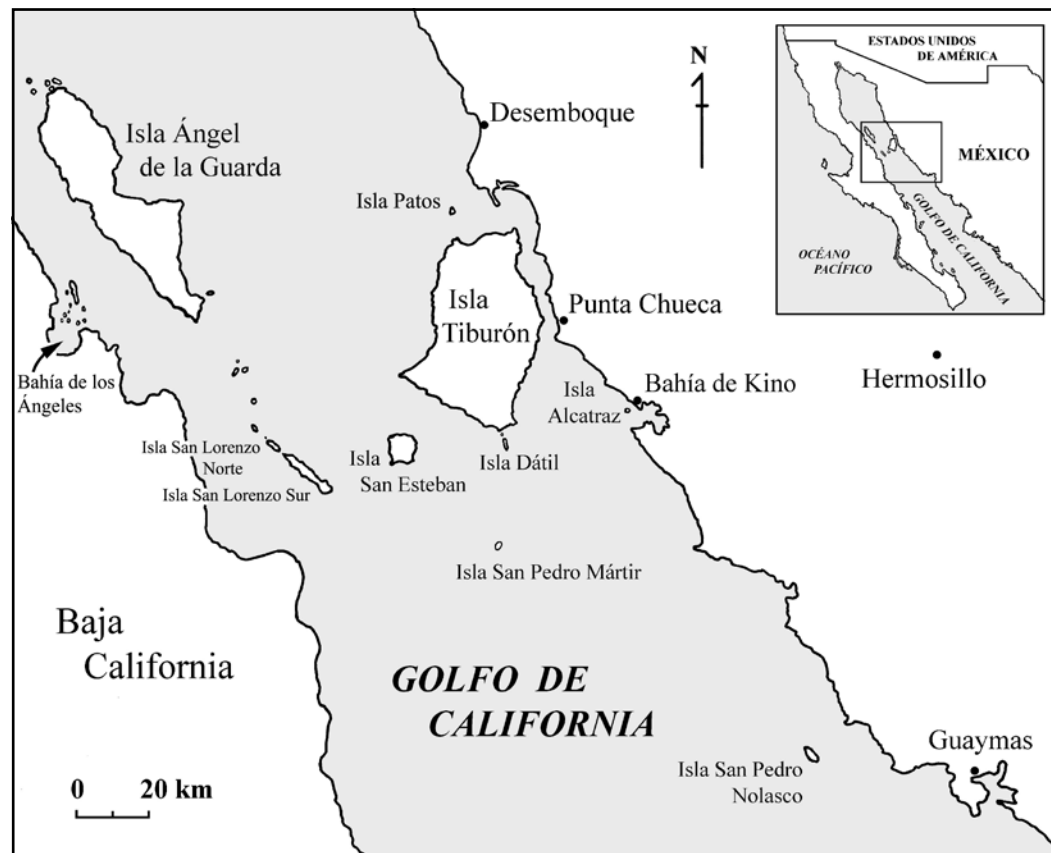 ESTADOS UNIDOS
DE AMÉRICA
MÉXICO
GOLFO DE CALIFORNIA
OCÉANO
PACÍFICO
N
Desemboque
Isla Ángel
de la Guarda
Isla Patos
Isla
Tiburón
Punta Chueca
Hermosillo
Bahía de Kino
Isla
Alcatraz
Bahía de los
Ángeles
Isla San Lorenzo
Norte
Isla San Lorenzo Sur
Isla
San Esteban
Isla Dátil
Isla San Pedro Mártir
Baja
California
GOLFO DE
CALIFORNIA
Guaymas
Isla San Pedro
Nolasco
0 20 km